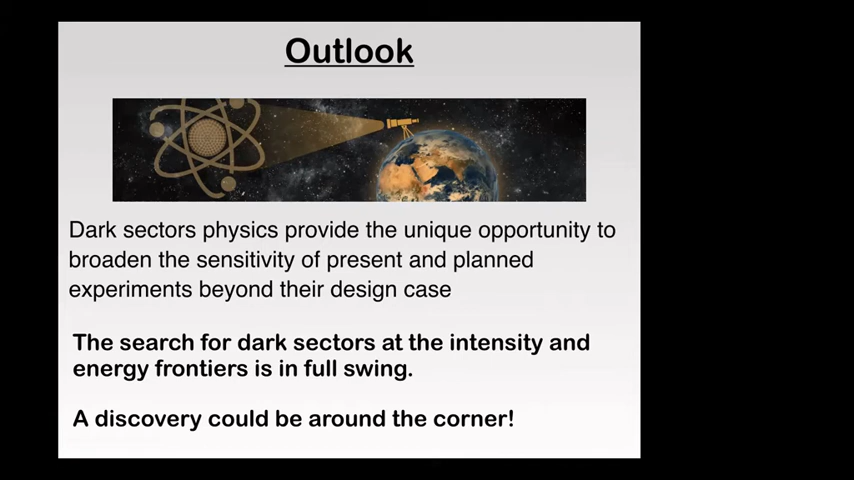 Outlook
Dark sectors physics provide the unique opportunity to
broaden the sensitivity of present and planned
experiments beyond their design case
The search for dark sectors at the intensity and
energy frontiers is in full swing.
A discovery could be around the corner!